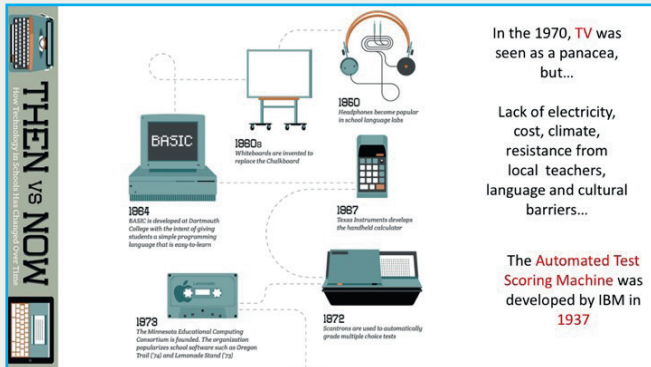 THEN VS NOW
How Technology in Schools Has Changed Over Time
1950
Headphones become popular
in school language labs
1960s
Whiteboards are invented to
replace the Chalkboard
BASIC
1964
BASIC is developed at Dartmouth
College with the intent of giving
students a simple programming
language that is easy-to-learn
1967
Texas Instruments develops
the handheld calculator
1973
The Minnesota Educational Computing
Consortium is founded. The organization
popularizes school software such as Oregon
Trail ('74) and Lemonade Stand ('73)
1972
Scantrons are used to automatically
grade multiple choice tests
In the 1970, TV was
seen as a panacea,
but...
Lack of electricity,
cost, climate,
resistance from
local teachers,
language and cultural
barriers...
The Automated Test
Scoring Machine was
developed by IBM in
1937